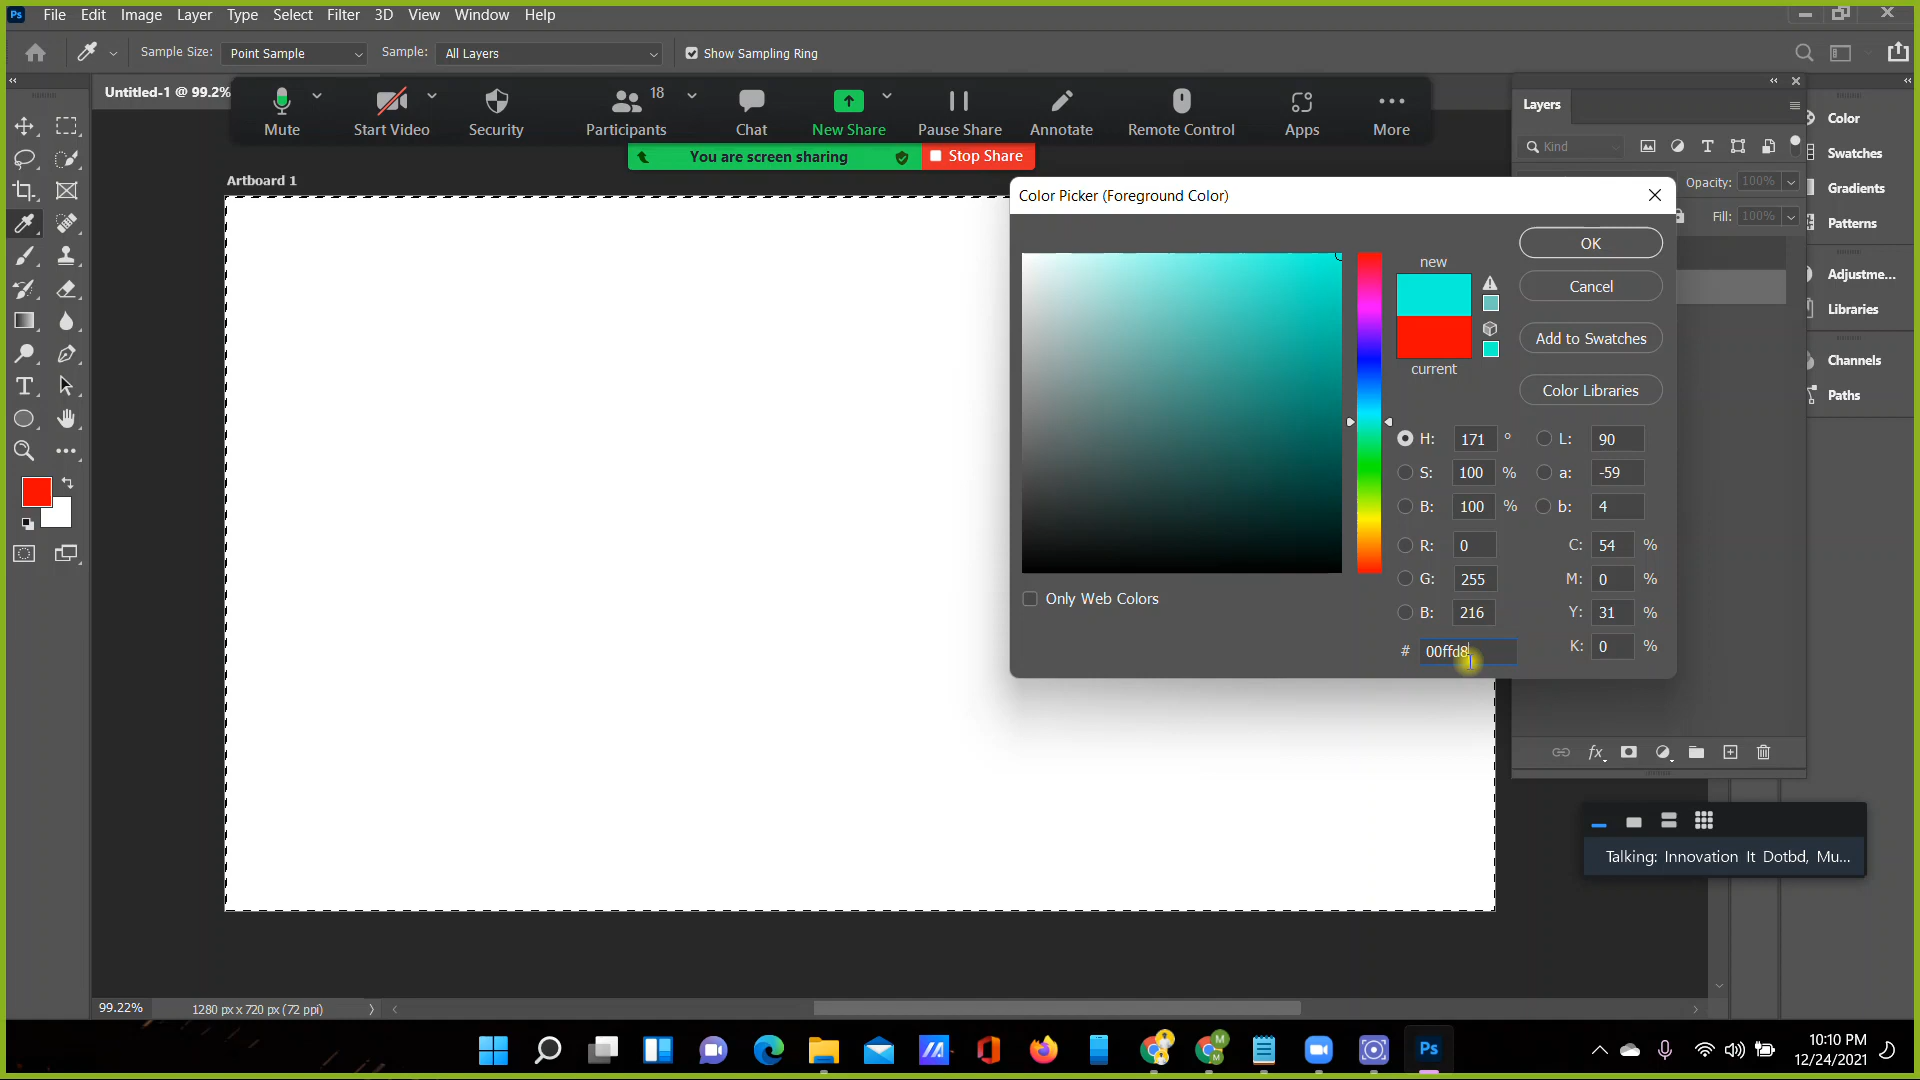 Ps File Edit Image Layer Type Select Filter 3D View Window Help
Sample Size: Point Sample Sample: All Layers Show Sampling Ring
Untitled-1 @ 99.2%
Mute Start Video Security Participants 18 Chat New Share Pause Share Annotate Remote Control Apps More
You are screen sharing Stop Share
Artboard 1
Color Picker (Foreground Color)
new
current
OK
Cancel
Add to Swatches
Color Libraries
H: 171 ° L: 90
S: 100 % a: -59
B: 100 % b: 4
R: 0 C: 54 %
G: 255 M: 0 %
B: 216 Y: 31 %
# 00ffd8 K: 0 %
Only Web Colors
Layers
Kind
Opacity: 100%
Fill: 100%
fx
Color
Swatches
Gradients
Patterns
Adjustme...
Libraries
Channels
Paths
Talking: Innovation It Dotbd, Mu...
99.22% 1280 px x 720 px (72 ppi)
Ps
10:10 PM
12/24/2021